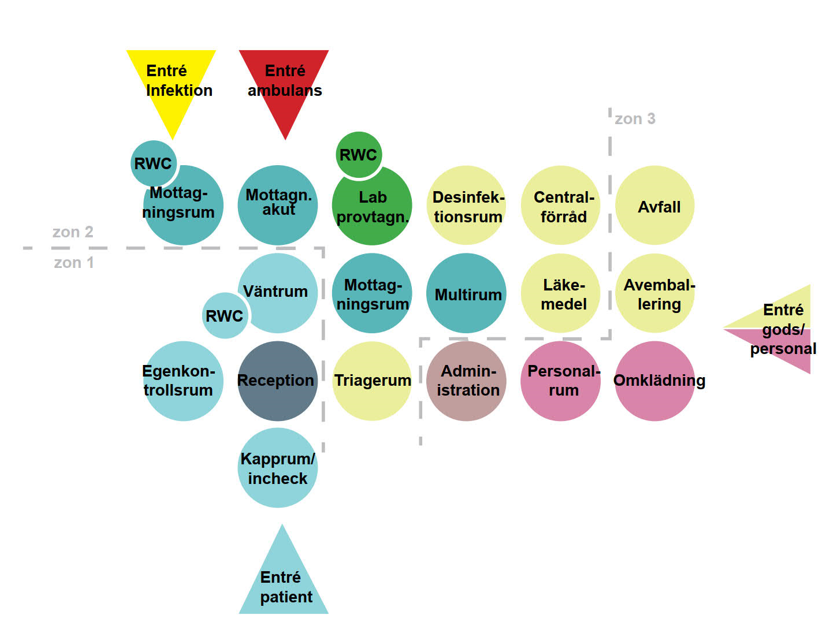 Entré
Infektion
Entré
ambulans
zon 3
RWC
RWC
Mottag-
ningsrum
Mottagn.
akut
Lab
provtagn.
Desinfek-
tionsrum
Central-
förråd
Avfall
zon 2
zon 1
Väntrum
Mottag-
ningsrum
Multirum
Läke-
medel
Avembal-
lering
RWC
Entré
gods/
personal
Egenkon-
trollsrum
Reception
Triagerum
Admin-
istration
Personal-
rum
Omklädning
Kapprum/
incheck
Entré
patient